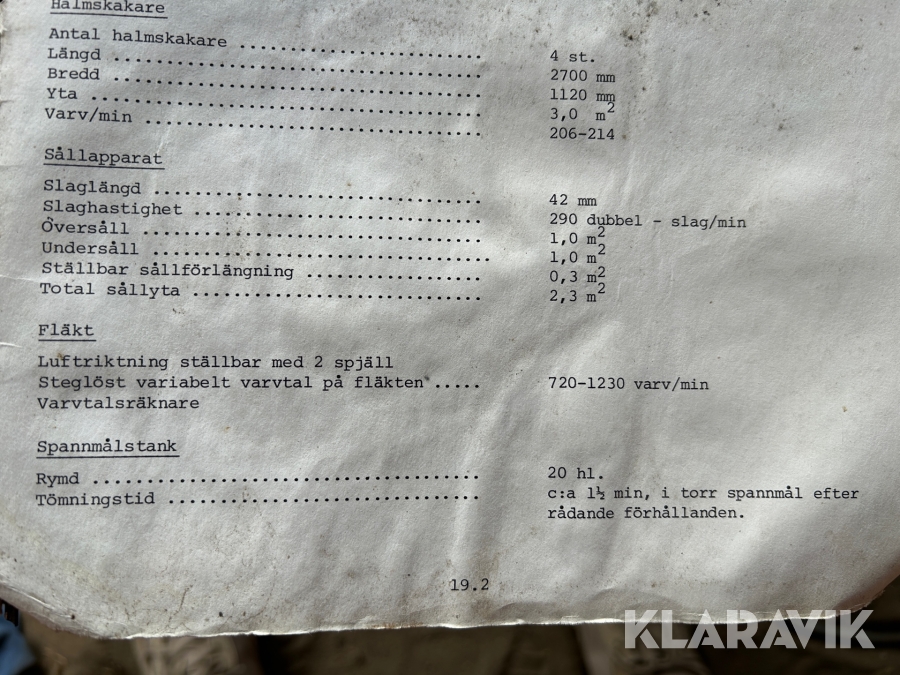 Halmskakare
Antal halmskakare .................................. 4 st.
Längd .................................. 2700 mm
Bredd .................................. 1120 mm
Yta .................................. 3,0 m2
Varv/min .................................. 206-214
Sållapparat
Slaglängd .................................. 42 mm
Slaghastighet .................................. 290 dubbel - slag/min
Översåll .................................. 1,0 m2
Undersåll .................................. 1,0 m2
Ställbar sållförlängning .................. 0,3 m2
Total sållyta .............................. 2,3 m2
Fläkt
Luftriktning ställbar med 2 spjäll
Steglöst variabelt varvtal på fläkten ..... 720-1230 varv/min
Varvtalsräknare
Spannmålstank
Rymd .................................. 20 hl.
Tömningstid .................................. c:a 1½ min, i torr spannmål efter
rådande förhållanden.
19.2
KLARAVIK